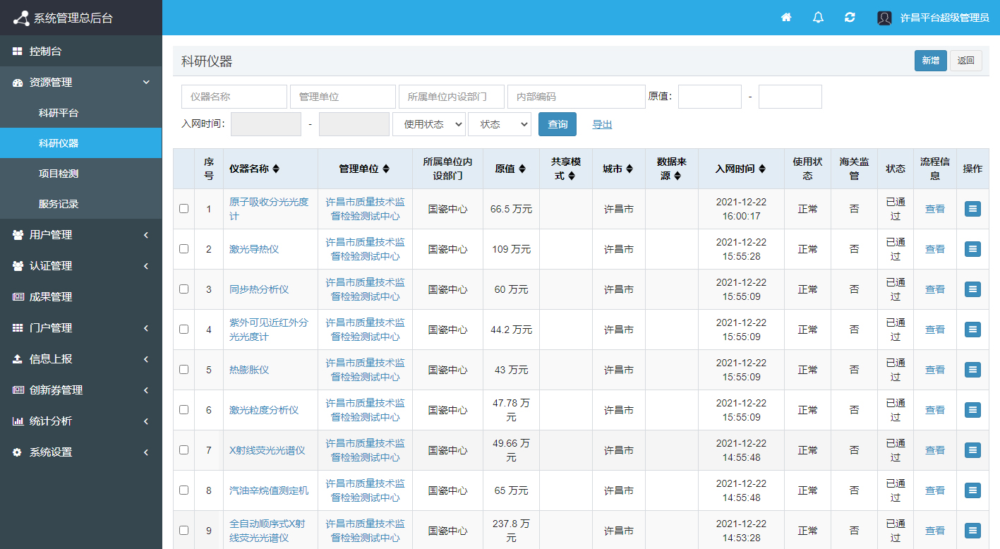 系统管理总后台
许昌平台超级管理员
控制台
资源管理
科研平台
科研仪器
项目检测
服务记录
用户管理
认证管理
成果管理
门户管理
信息上报
创新券管理
统计分析
系统设置
科研仪器 新增 返回
仪器名称 管理单位 所属单位内设部门 内部编码 原值: -
入网时间: - 使用状态 状态 查询 导出
序号 仪器名称 管理单位 所属单位内设部门 原值 共享模式 城市 数据来源 入网时间 使用状态 海关监管 状态 流程信息 操作
1 原子吸收分光光度计 许昌市质量技术监督检验测试中心 国瓷中心 66.5 万元 许昌市 2021-12-22 16:00:17 正常 否 已通过 查看
2 激光导热仪 许昌市质量技术监督检验测试中心 国瓷中心 109 万元 许昌市 2021-12-22 15:55:28 正常 否 已通过 查看
3 同步热分析仪 许昌市质量技术监督检验测试中心 国瓷中心 60 万元 许昌市 2021-12-22 15:55:09 正常 否 已通过 查看
4 紫外可见近红外分光光度计 许昌市质量技术监督检验测试中心 国瓷中心 44.2 万元 许昌市 2021-12-22 15:55:09 正常 否 已通过 查看
5 热膨胀仪 许昌市质量技术监督检验测试中心 国瓷中心 43 万元 许昌市 2021-12-22 15:55:09 正常 否 已通过 查看
6 激光粒度分析仪 许昌市质量技术监督检验测试中心 国瓷中心 47.78 万元 许昌市 2021-12-22 15:55:09 正常 否 已通过 查看
7 X射线荧光光谱仪 许昌市质量技术监督检验测试中心 国瓷中心 49.66 万元 许昌市 2021-12-22 14:55:48 正常 否 已通过 查看
8 汽油辛烷值测定机 许昌市质量技术监督检验测试中心 国瓷中心 65 万元 许昌市 2021-12-22 14:55:48 正常 否 已通过 查看
9 全自动顺序式X射线荧光光谱仪 许昌市质量技术监督检验测试中心 国瓷中心 237.8 万元 许昌市 2021-12-22 14:53:28 正常 否 已通过 查看